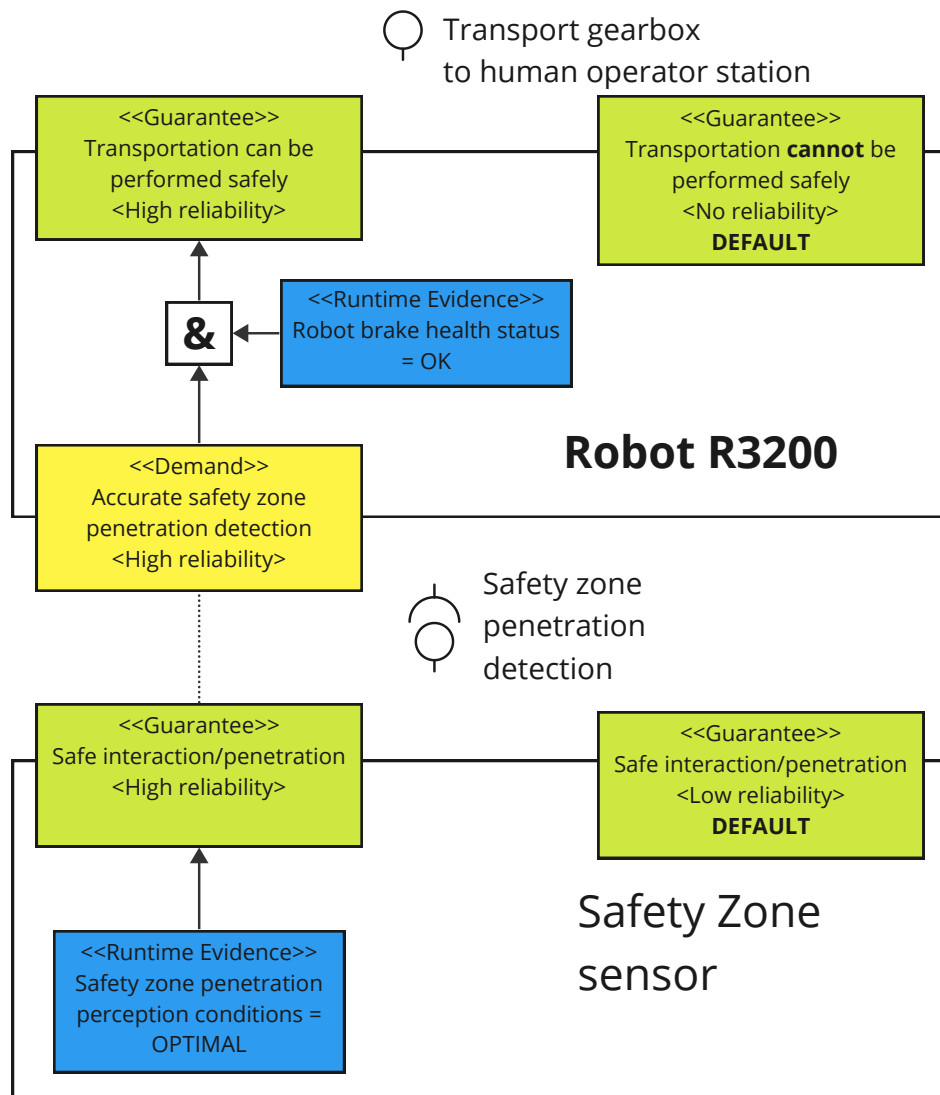 Transport gearbox
to human operator station
<<Guarantee>>
Transportation can be
performed safely
<High reliability>
<<Guarantee>>
Transportation cannot be
performed safely
<No reliability>
DEFAULT
&
<<Runtime Evidence>>
Robot brake health status
= OK
Robot R3200
<<Demand>>
Accurate safety zone
penetration detection
<High reliability>
Safety zone
penetration
detection
<<Guarantee>>
Safe interaction/penetration
<High reliability>
<<Guarantee>>
Safe interaction/penetration
<Low reliability>
DEFAULT
Safety Zone
sensor
<<Runtime Evidence>>
Safety zone penetration
perception conditions =
OPTIMAL